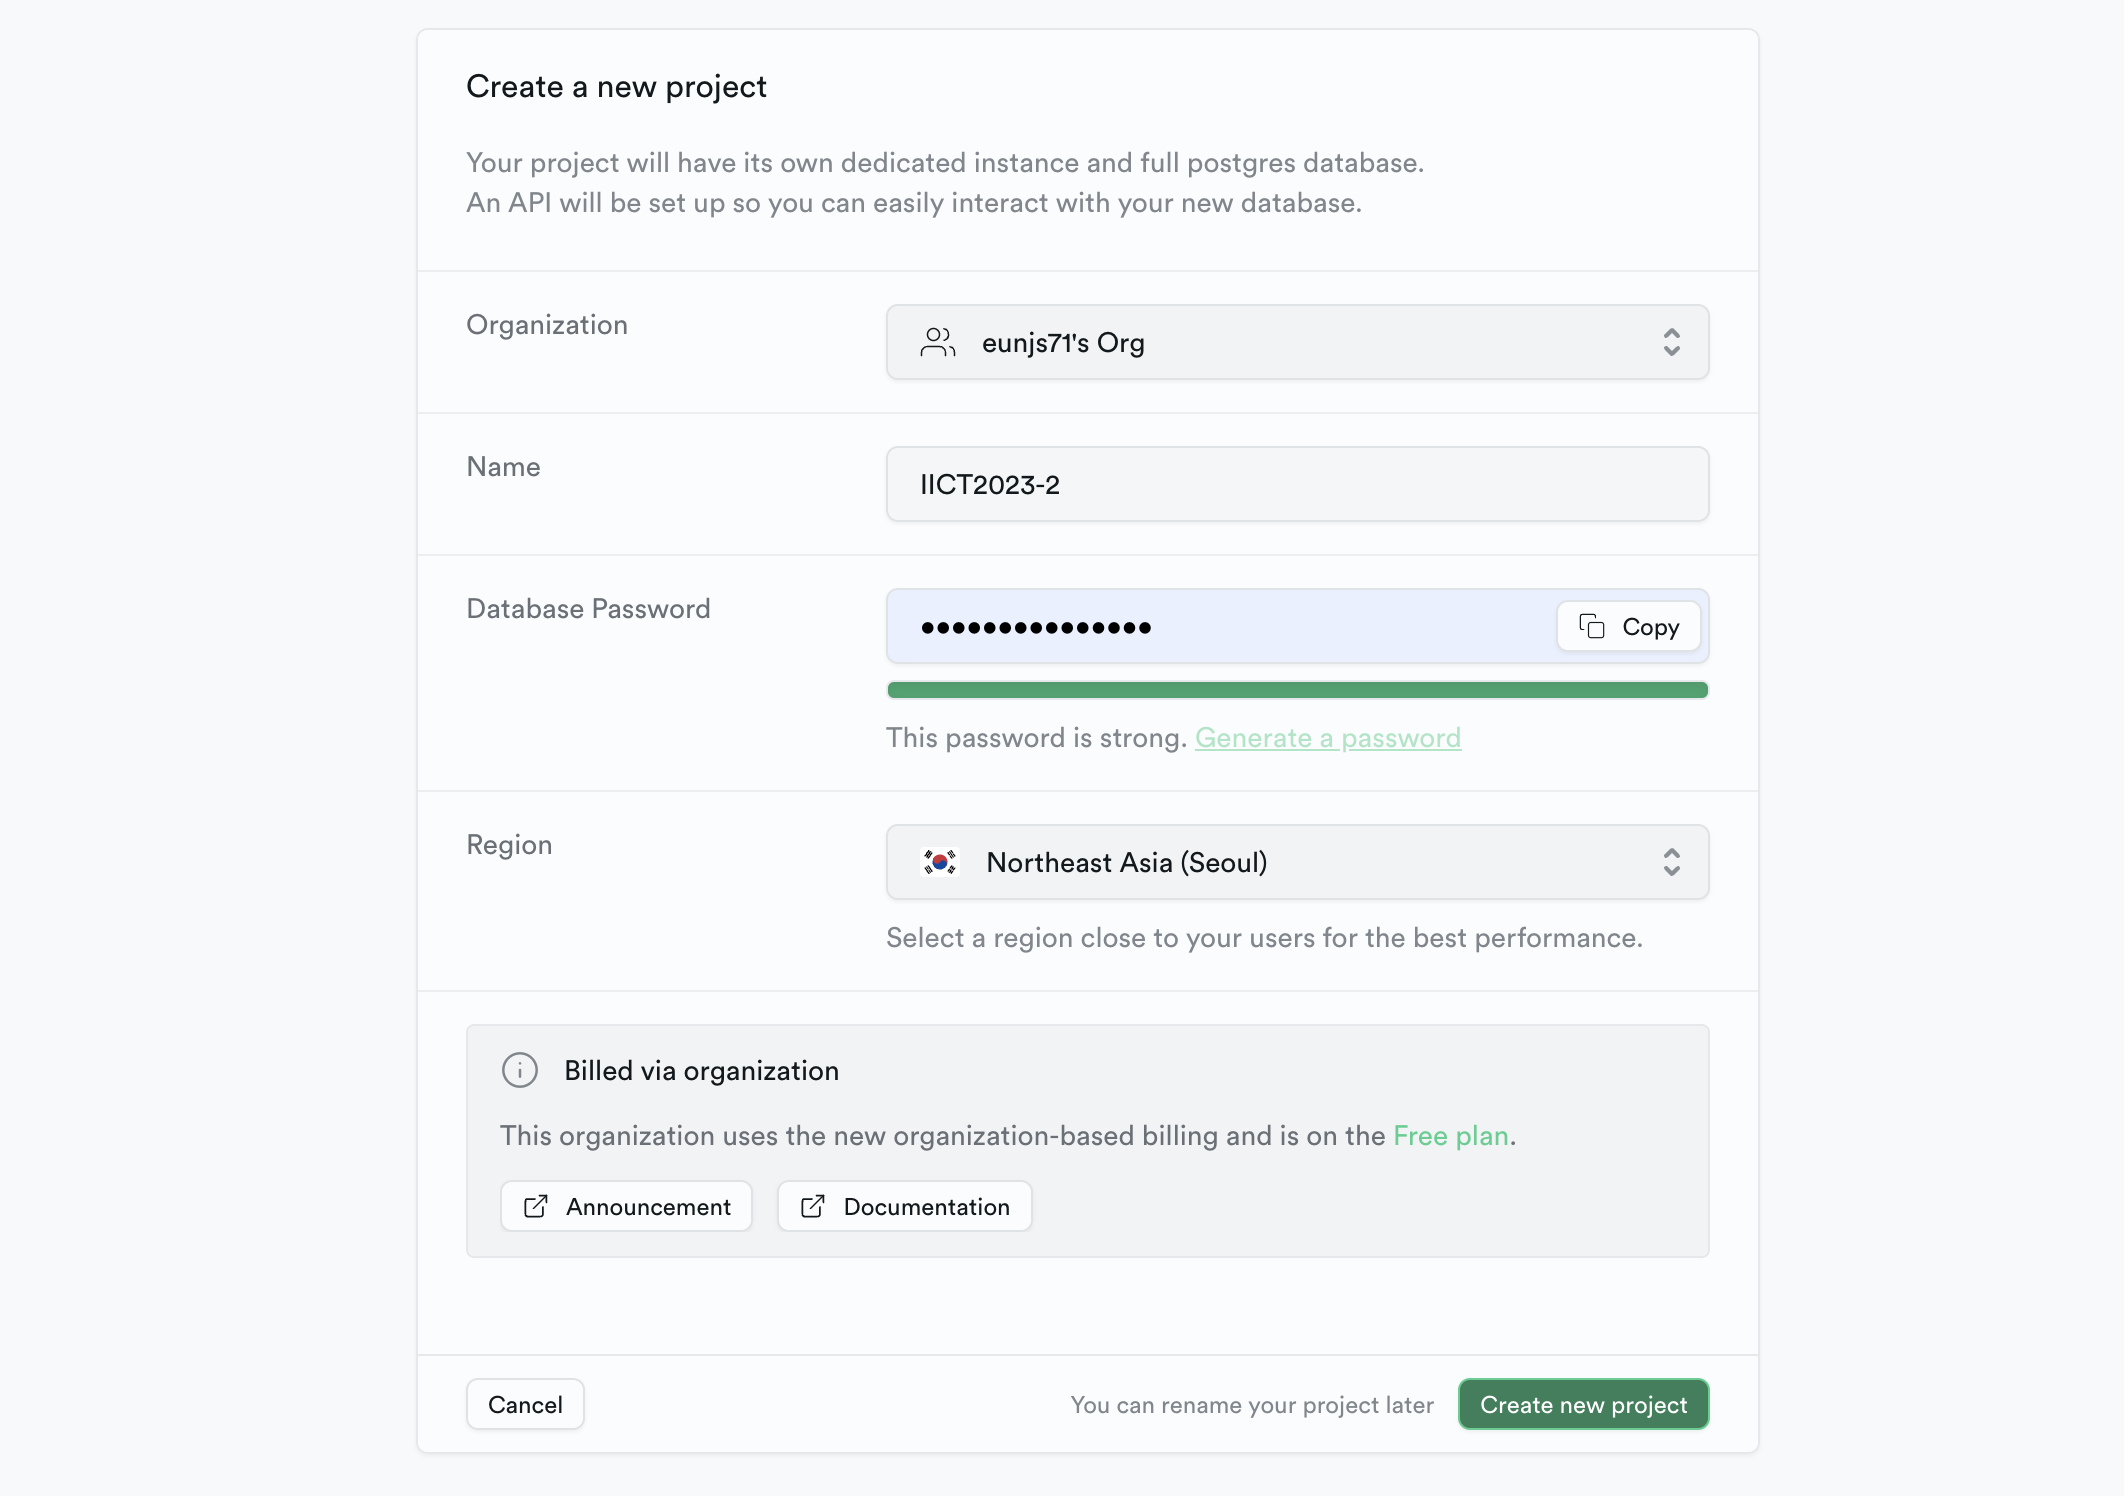 Create a new project
Your project will have its own dedicated instance and full postgres database.
An API will be set up so you can easily interact with your new database.
Organization
eunjs71's Org
Name
IICT2023-2
Database Password
•••••••••••••••
Copy
This password is strong. Generate a password
Region
Northeast Asia (Seoul)
Select a region close to your users for the best performance.
Billed via organization
This organization uses the new organization-based billing and is on the Free plan.
Announcement
Documentation
Cancel
You can rename your project later
Create new project